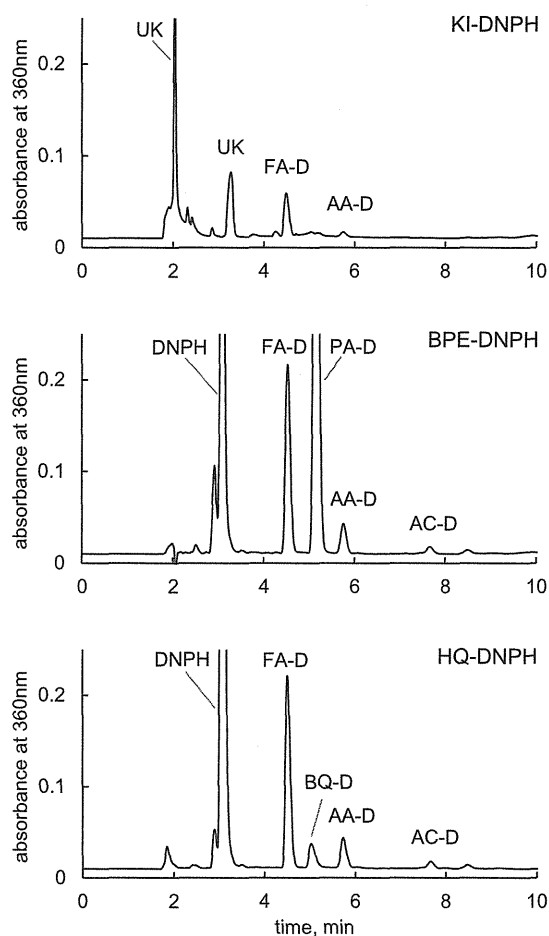 KI-DNPH
UK
0.2
UK
FA-D
0.1
AA-D
0
0 2 4 6 8 10
absorbance at 360nm
BPE-DNPH
DNPH FA-D PA-D
0.2
0.1
AA-D
AC-D
0
0 2 4 6 8 10
absorbance at 360nm
HQ-DNPH
DNPH FA-D
0.2
BQ-D
0.1
AA-D
AC-D
0
0 2 4 6 8 10
absorbance at 360nm
time, min